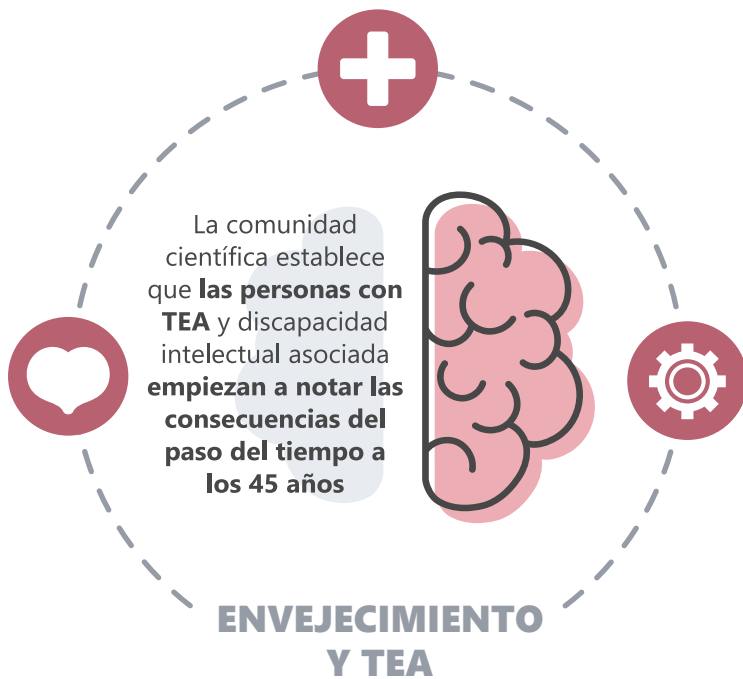 La comunidad
científica establece
que las personas con
TEA y discapacidad
intelectual asociada
empiezan a notar las
consecuencias del
paso del tiempo a
los 45 años
ENVEJECIMIENTO
Y TEA